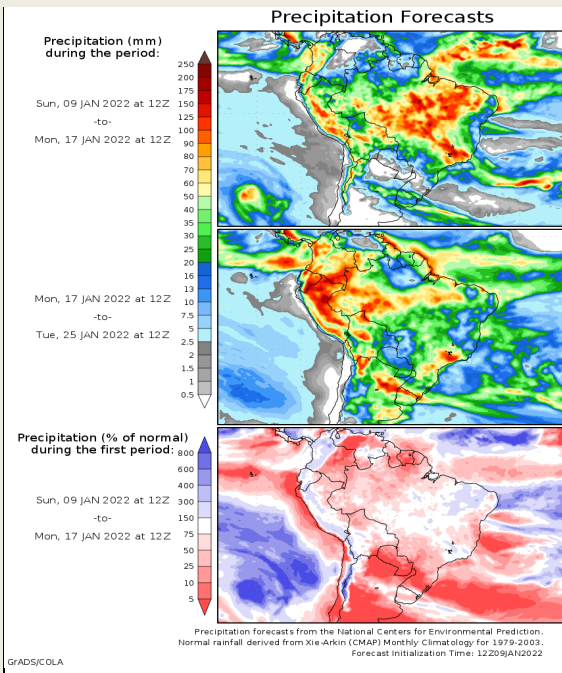 Precipitation Forecasts
Precipitation (mm)
during the period:
Sun, 09 JAN 2022 at 12Z
-to-
Mon, 17 JAN 2022 at 12Z
250
200
175
150
125
100
90
80
70
60
50
40
35
30
25
20
16
13
10
7.5
5
2.5
2
1.5
1
0.5
Mon, 17 JAN 2022 at 12Z
-to-
Tue, 25 JAN 2022 at 12Z
Precipitation (% of normal)
during the first period:
Sun, 09 JAN 2022 at 12Z
-to-
Mon, 17 JAN 2022 at 12Z
800
600
400
300
150
75
50
25
10
5
Precipitation forecasts from the National Centers for Environmental Prediction.
Normal rainfall derived from Xie-Arkin (CMAP) Monthly Climatology for 1979-2003.
Forecast Initialization Time: 12Z09JAN2022
GrADS/COLA